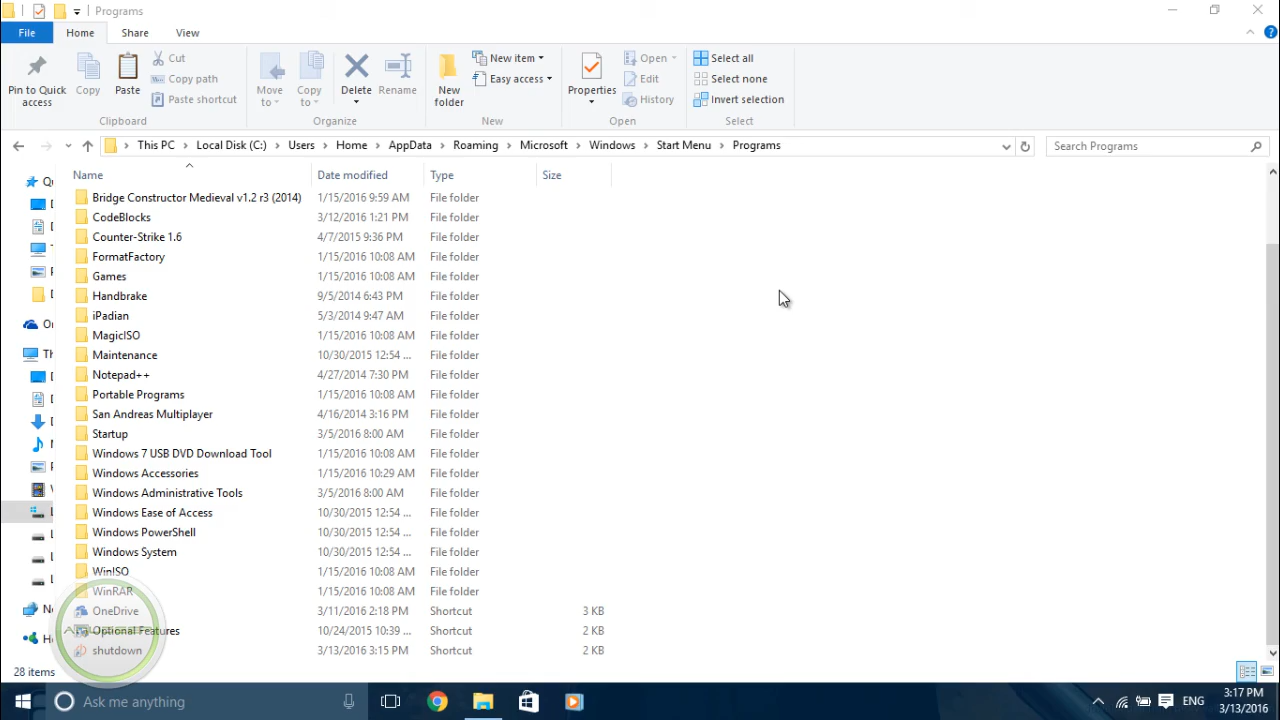 Programs
File Home Share View
Pin to Quick access
Copy
Paste
Cut
Copy path
Paste shortcut
Clipboard
Move to
Copy to
Delete
Rename
Organize
New folder
New item
Easy access
New
Properties
Open
Edit
History
Open
Select all
Select none
Invert selection
Select
This PC Local Disk (C:) Users Home AppData Roaming Microsoft Windows Start Menu Programs
Search Programs
Name Date modified Type Size
Bridge Constructor Medieval v1.2 r3 (2014) 1/15/2016 9:59 AM File folder
CodeBlocks 3/12/2016 1:21 PM File folder
Counter-Strike 1.6 4/7/2015 9:36 PM File folder
FormatFactory 1/15/2016 10:08 AM File folder
Games 1/15/2016 10:08 AM File folder
Handbrake 9/5/2014 6:43 PM File folder
iPadian 5/3/2014 9:47 AM File folder
MagicISO 1/15/2016 10:08 AM File folder
Maintenance 10/30/2015 12:54 ... File folder
Notepad++ 4/27/2014 7:30 PM File folder
Portable Programs 1/15/2016 10:08 AM File folder
San Andreas Multiplayer 4/16/2014 3:16 PM File folder
Startup 3/5/2016 8:00 AM File folder
Windows 7 USB DVD Download Tool 1/15/2016 10:08 AM File folder
Windows Accessories 1/15/2016 10:29 AM File folder
Windows Administrative Tools 3/5/2016 8:00 AM File folder
Windows Ease of Access 10/30/2015 12:54 ... File folder
Windows PowerShell 10/30/2015 12:54 ... File folder
Windows System 10/30/2015 12:54 ... File folder
WinISO 1/15/2016 10:08 AM File folder
WinRAR 1/15/2016 10:08 AM File folder
OneDrive 3/11/2016 2:18 PM Shortcut 3 KB
Optional Features 10/24/2015 10:39 ... Shortcut 2 KB
shutdown 3/13/2016 3:15 PM Shortcut 2 KB
28 items
Ask me anything
ENG
3:17 PM
3/13/2016